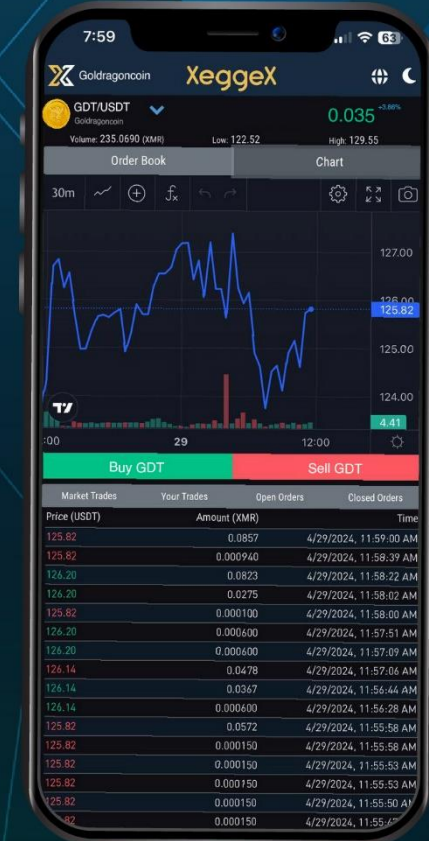 7:59
63
Goldragoncoin
XeggeX
GDT/USDT
Goldragoncoin
0.035 +3.66%
Volume: 235.0690 (XMR) Low: 122.52 High: 129.55
Order Book Chart
30m
127.00
126.00
125.82
125.00
124.00
4.41
:00 29 12:00
Buy GDT Sell GDT
Market Trades Your Trades Open Orders Closed Orders
Price (USDT) Amount (XMR) Time
125.82 0.0857 4/29/2024, 11:59:00 AM
125.82 0.000940 4/29/2024, 11:58:39 AM
126.20 0.0823 4/29/2024, 11:58:22 AM
126.20 0.0275 4/29/2024, 11:58:02 AM
125.82 0.000100 4/29/2024, 11:58:00 AM
126.20 0.000600 4/29/2024, 11:57:51 AM
126.20 0.000600 4/29/2024, 11:57:09 AM
126.14 0.0478 4/29/2024, 11:57:06 AM
126.14 0.0367 4/29/2024, 11:56:44 AM
126.14 0.000600 4/29/2024, 11:56:28 AM
125.82 0.0572 4/29/2024, 11:55:58 AM
125.82 0.000150 4/29/2024, 11:55:58 AM
125.82 0.000150 4/29/2024, 11:55:53 AM
125.82 0.000150 4/29/2024, 11:55:53 AM
125.82 0.000150 4/29/2024, 11:55:50 AM
0.000150 4/29/2024,